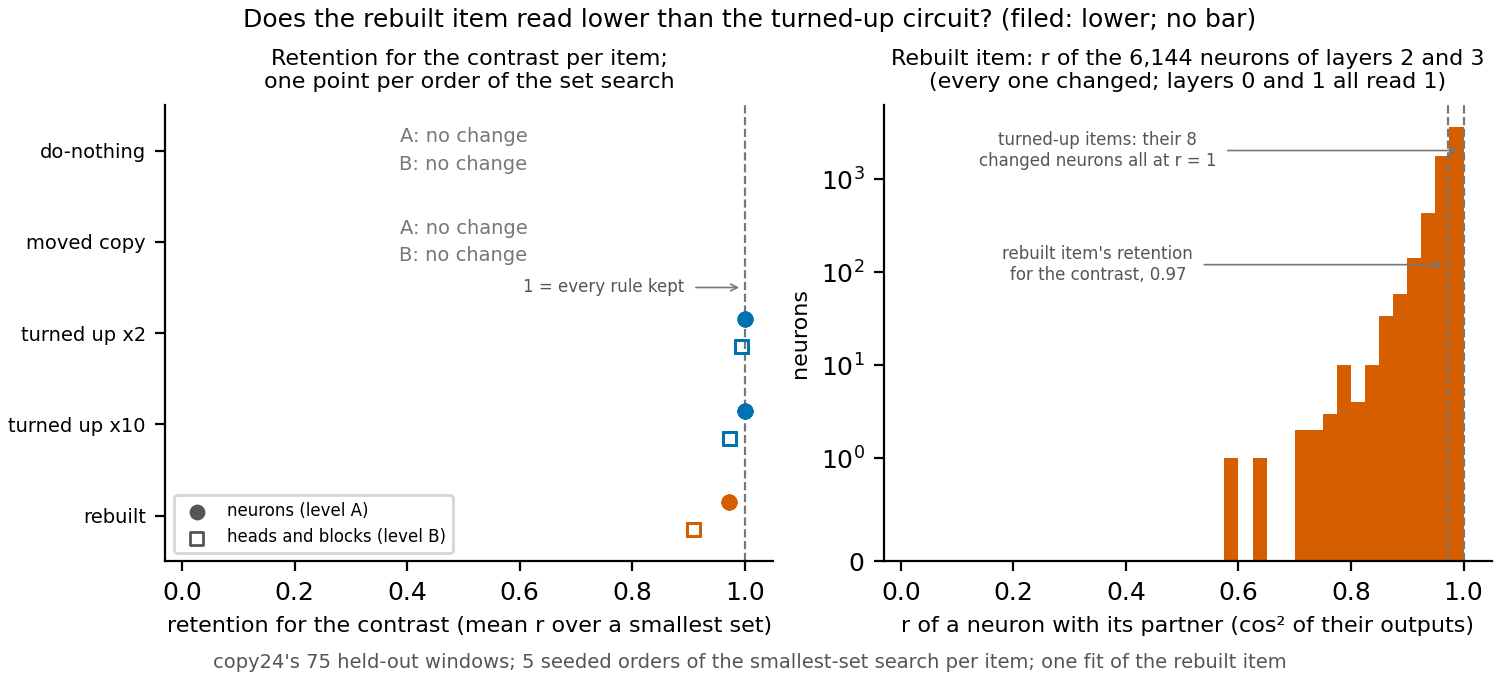 Does the rebuilt item read lower than the turned-up circuit? (filed: lower; no bar)
Retention for the contrast per item;
one point per order of the set search
do-nothing
moved copy
turned up x2
turned up x10
rebuilt
A: no change
B: no change
A: no change
B: no change
1 = every rule kept
neurons (level A)
heads and blocks (level B)
0.0 0.2 0.4 0.6 0.8 1.0
retention for the contrast (mean r over a smallest set)
Rebuilt item: r of the 6,144 neurons of layers 2 and 3
(every one changed; layers 0 and 1 all read 1)
neurons
10³
10²
10¹
10⁰
0
turned-up items: their 8
changed neurons all at r = 1
rebuilt item's retention
for the contrast, 0.97
0.0 0.2 0.4 0.6 0.8 1.0
r of a neuron with its partner (cos² of their outputs)
copy24's 75 held-out windows; 5 seeded orders of the smallest-set search per item; one fit of the rebuilt item